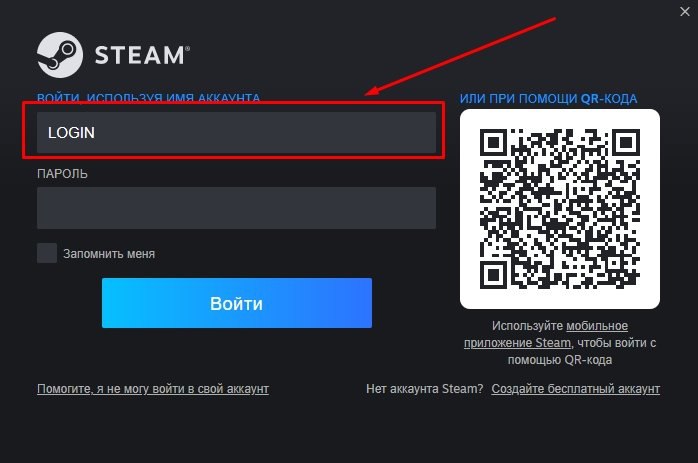 STEAM®
ВОЙТИ, ИСПОЛЬЗУЯ ИМЯ АККАУНТА
LOGIN
ПАРОЛЬ
Запомнить меня
Войти
Помогите, я не могу войти в свой аккаунт
ИЛИ ПРИ ПОМОЩИ QR-КОДА
Используйте мобильное
приложение Steam, чтобы войти с
помощью QR-кода
Нет аккаунта Steam? Создайте бесплатный аккаунт